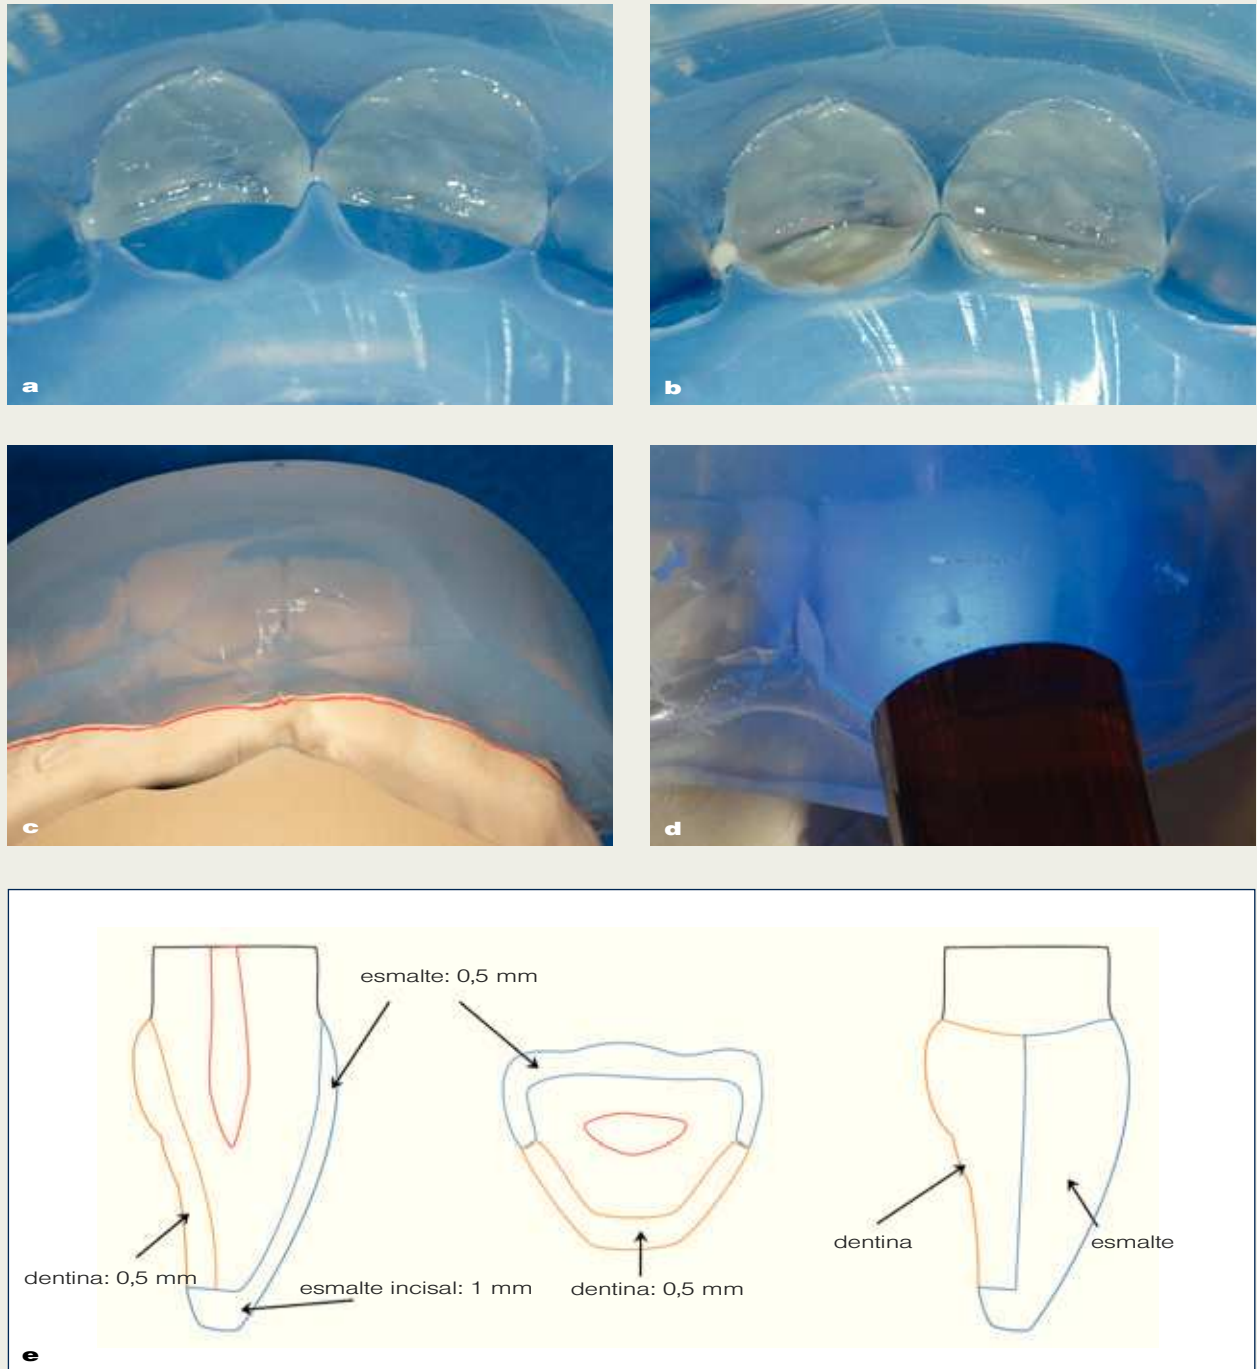 a
b
c
d
esmalte: 0,5 mm
dentina
esmalte
dentina: 0,5 mm
esmalte incisal: 1 mm
dentina: 0,5 mm
e